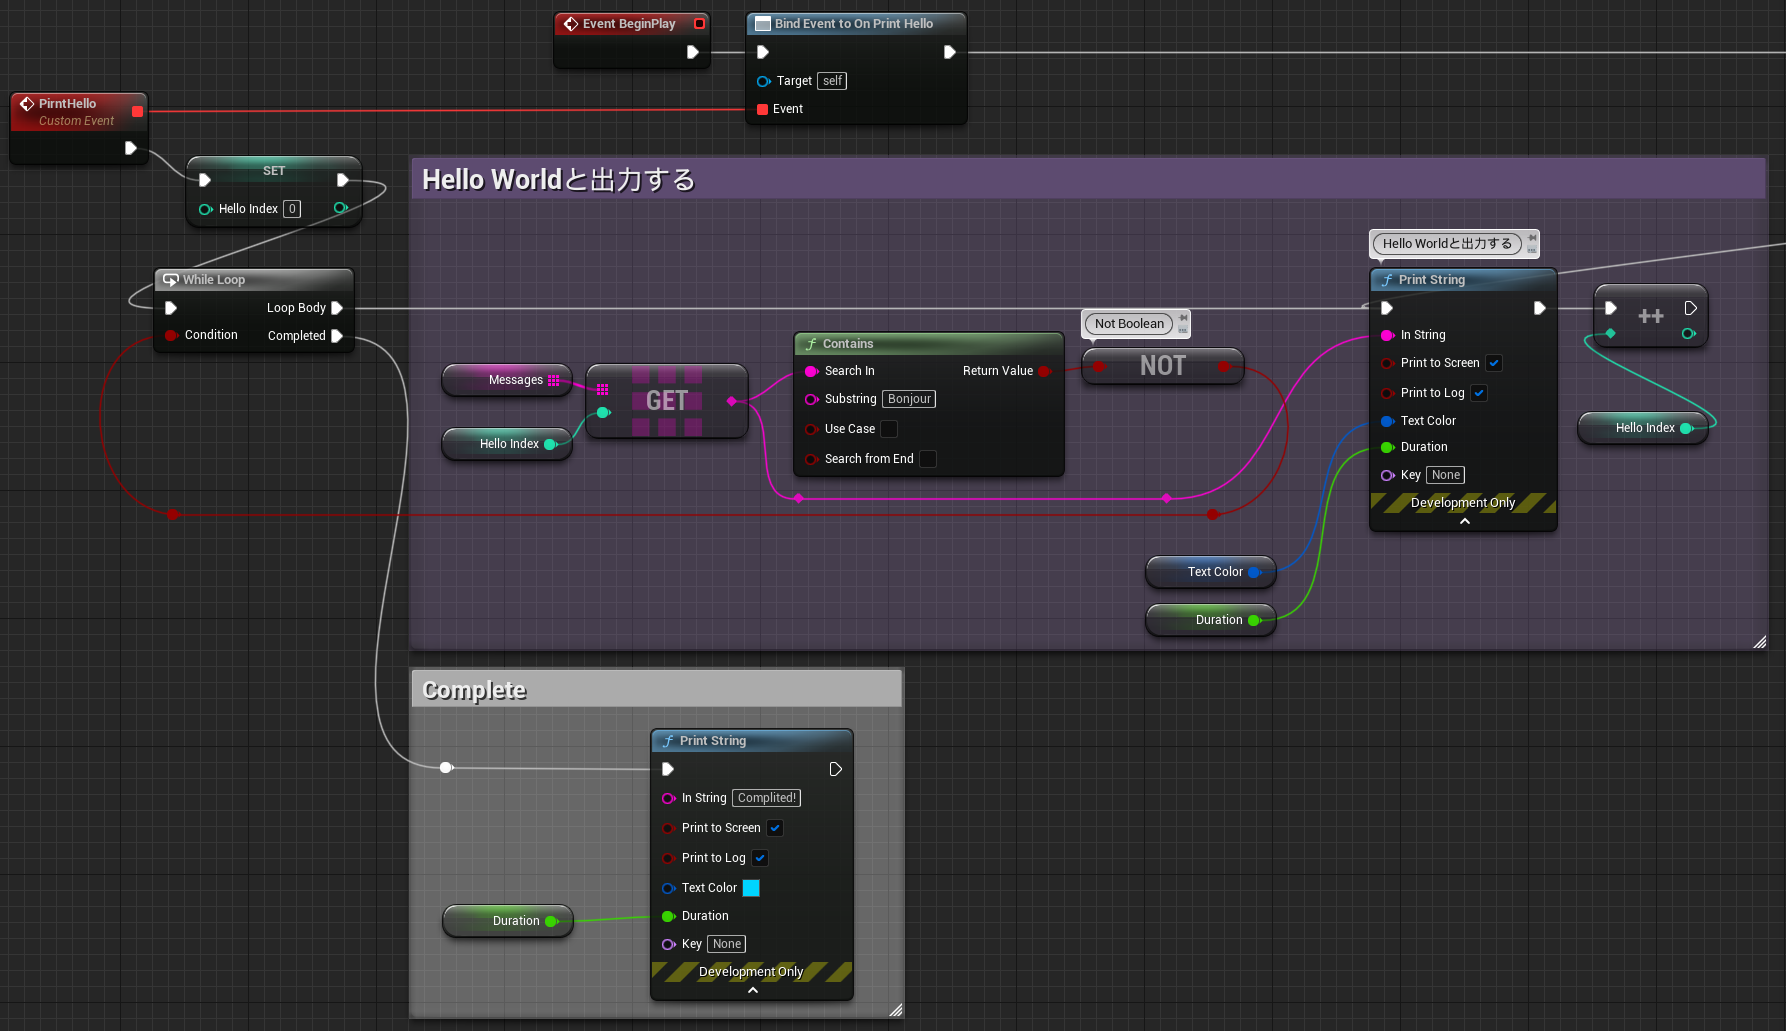 Event BeginPlay
Bind Event to On Print Hello
Target self
Event
PirntHello
Custom Event
SET
Hello Index 0
While Loop
Loop Body
Condition
Completed
Hello Worldと出力する
Messages
Hello Index
GET
Contains
Search In
Return Value
Substring Bonjour
Use Case
Search from End
Not Boolean
NOT
Hello Worldと出力する
Print String
In String
Print to Screen
Print to Log
Text Color
Duration
Key None
Development Only
++
Hello Index
Text Color
Duration
Complete
Print String
In String Complited!
Print to Screen
Print to Log
Text Color
Duration
Duration
Key None
Development Only